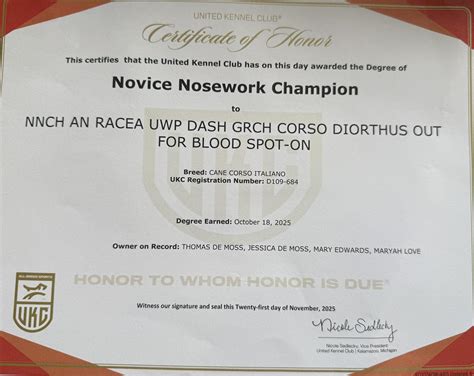 UNITED KENNEL CLUB®
Certificate of Honor
This certifies that the United Kennel Club has on this day awarded the Degree of
Novice Nosework Champion
to
NNCH AN RACEA UWP DASH GRCH CORSO DIORTHUS OUT
FOR BLOOD SPOT-ON
Breed: CANE CORSO ITALIANO
UKC Registration Number: D109-684
Degree Earned: October 18, 2025
Owner on Record: THOMAS DE MOSS, JESSICA DE MOSS, MARY EDWARDS, MARYAH LOVE
HONOR TO WHOM HONOR IS DUE®
UKC
Witness our signature and seal this Twenty-first day of November, 2025
Nicole Sedlecky
Nicole Sedlecky, Vice President
United Kennel Club | Kalamazoo, Michigan